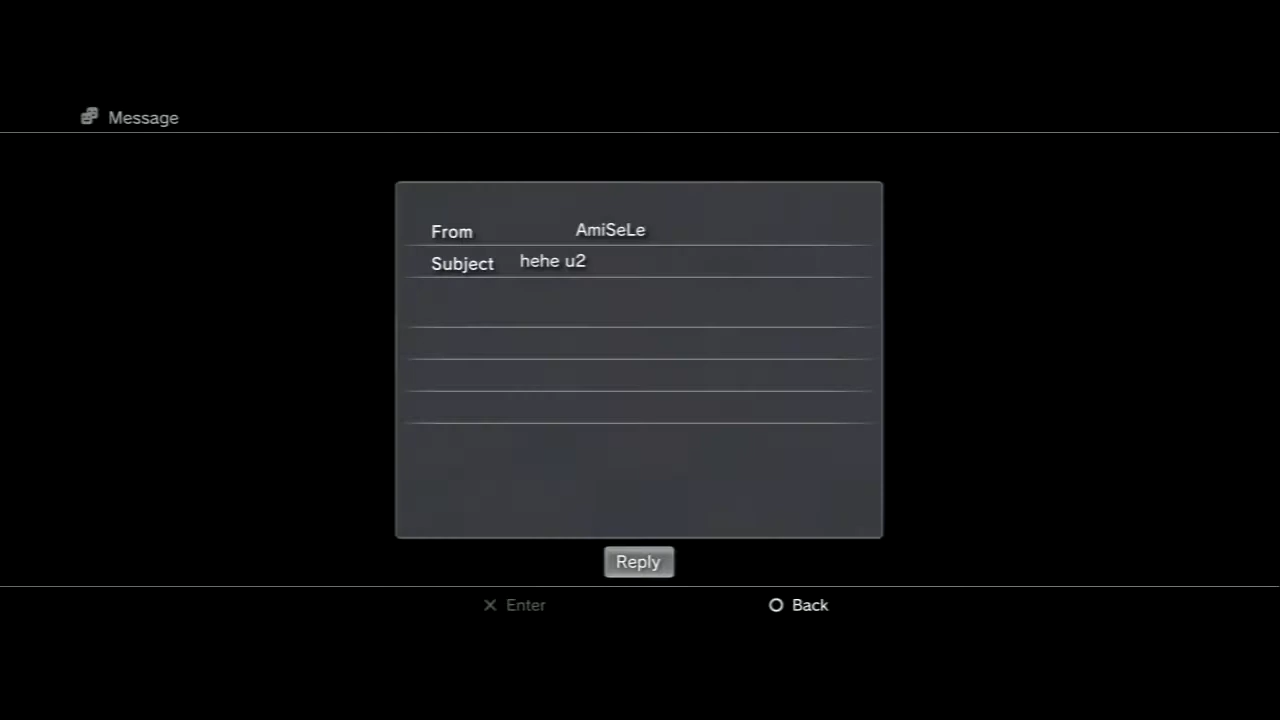 Message
From AmiSeLe
Subject hehe u2
Reply
Enter Back